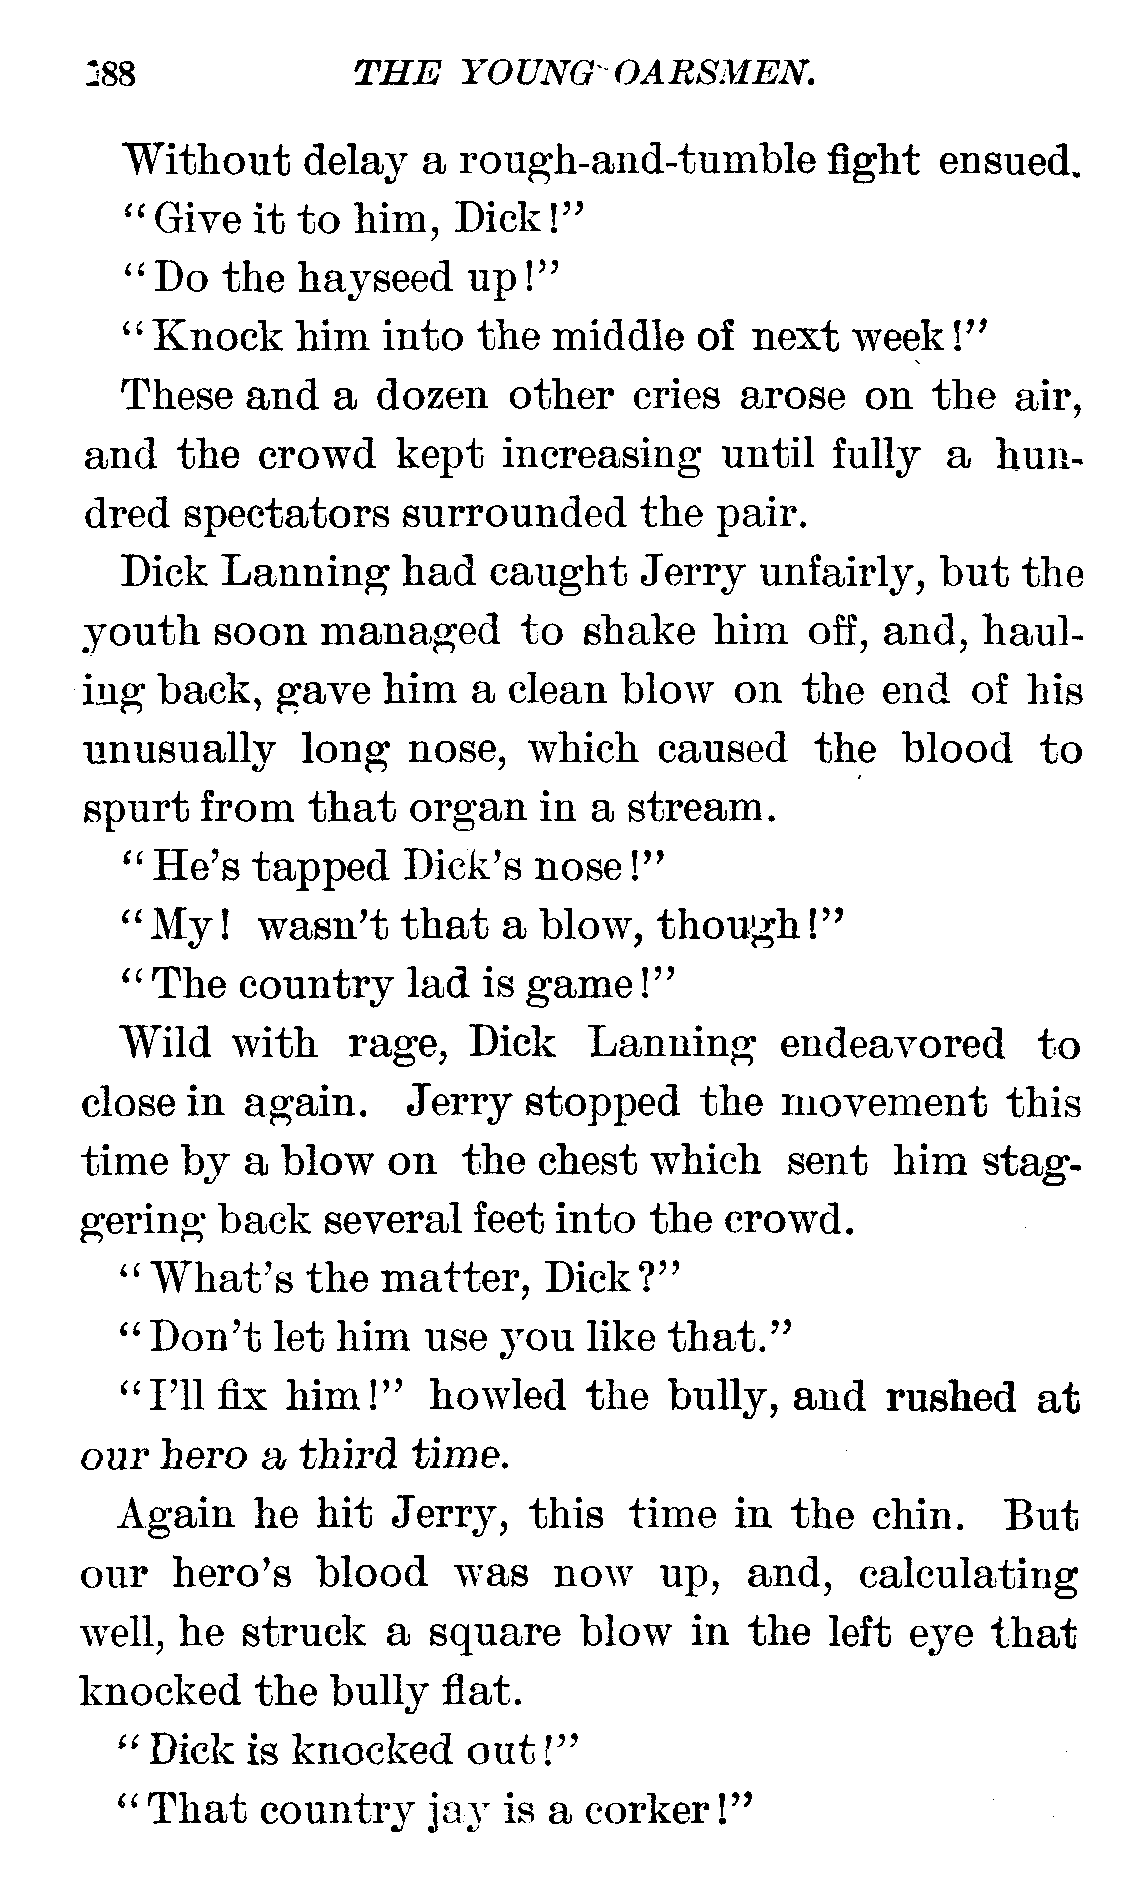 188 THE YOUNG OARSMEN.
Without delay a rough-and-tumble fight ensued.
“Give it to him, Dick!”
“Do the hayseed up!”
“Knock him into the middle of next week!”
These and a dozen other cries arose on the air,
and the crowd kept increasing until fully a hun-
dred spectators surrounded the pair.
Dick Lanning had caught Jerry unfairly, but the
youth soon managed to shake him off, and, haul-
ing back, gave him a clean blow on the end of his
unusually long nose, which caused the blood to
spurt from that organ in a stream.
“He’s tapped Dick’s nose!”
“My! wasn’t that a blow, though!”
“The country lad is game!”
Wild with rage, Dick Lanning endeavored to
close in again. Jerry stopped the movement this
time by a blow on the chest which sent him stag-
gering back several feet into the crowd.
“What’s the matter, Dick?”
“Don’t let him use you like that.”
“I’ll fix him!” howled the bully, and rushed at
our hero a third time.
Again he hit Jerry, this time in the chin. But
our hero’s blood was now up, and, calculating
well, he struck a square blow in the left eye that
knocked the bully flat.
“Dick is knocked out!”
“That country jay is a corker!”